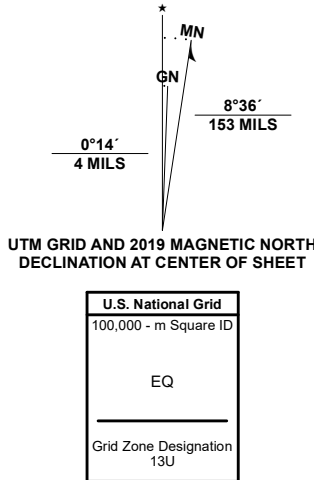 ★
MN
GN
0°14´
4 MILS
8°36´
153 MILS
UTM GRID AND 2019 MAGNETIC NORTH
DECLINATION AT CENTER OF SHEET
U.S. National Grid
100,000 - m Square ID
EQ
Grid Zone Designation
13U